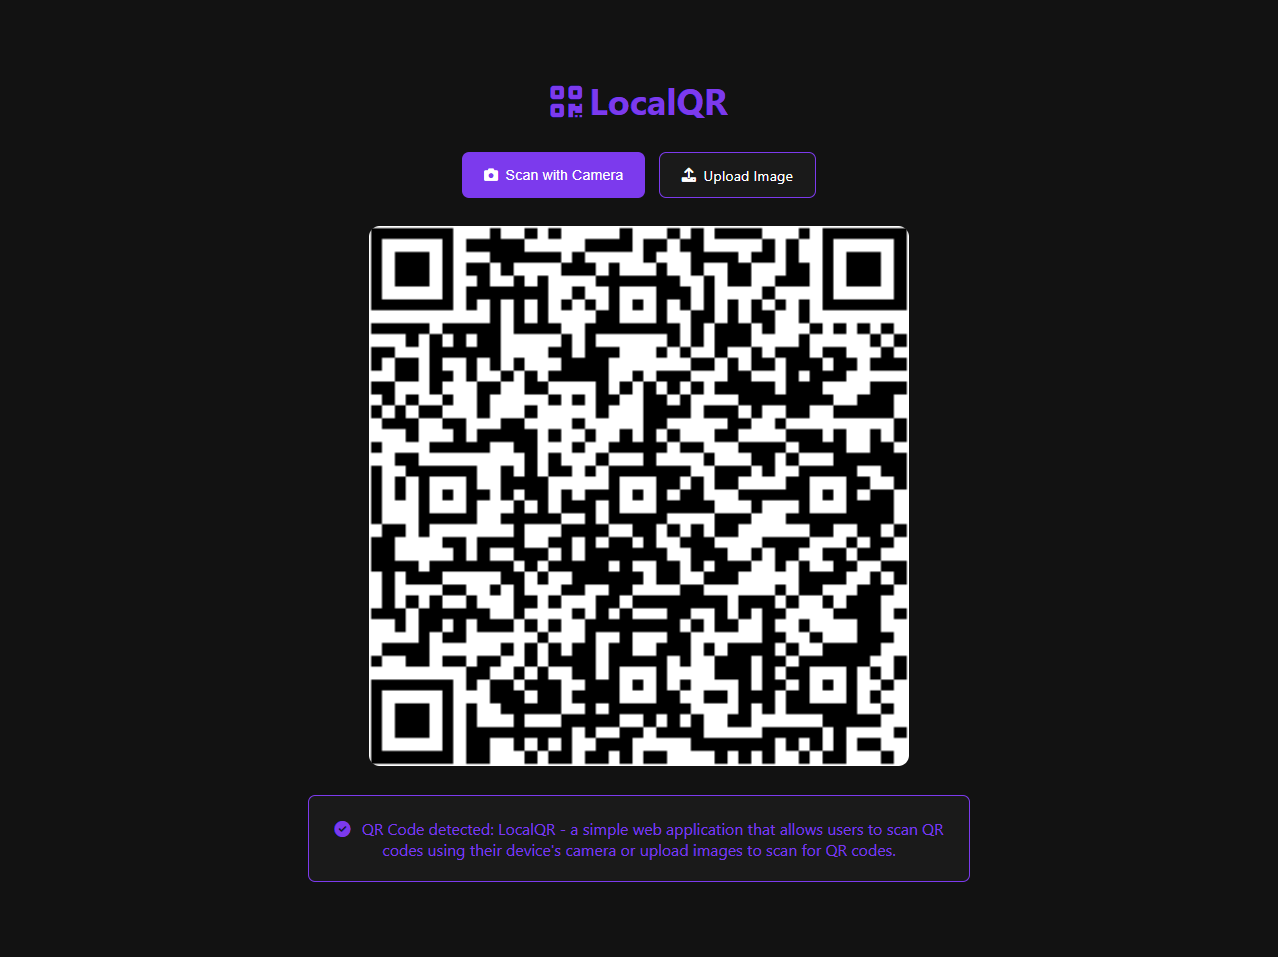 LocalQR
Scan with Camera
Upload Image
QR Code detected: LocalQR - a simple web application that allows users to scan QR
codes using their device's camera or upload images to scan for QR codes.